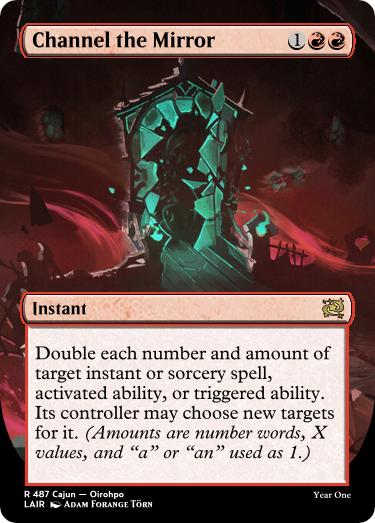 Channel the Mirror 1
Instant
Double each number and amount of
target instant or sorcery spell,
activated ability, or triggered ability.
Its controller may choose new targets
for it. (Amounts are number words, X
values, and “a” or “an” used as 1.)
R 487 Cajun — Oirohpo
LAIR Adam Forange Törn
Year One